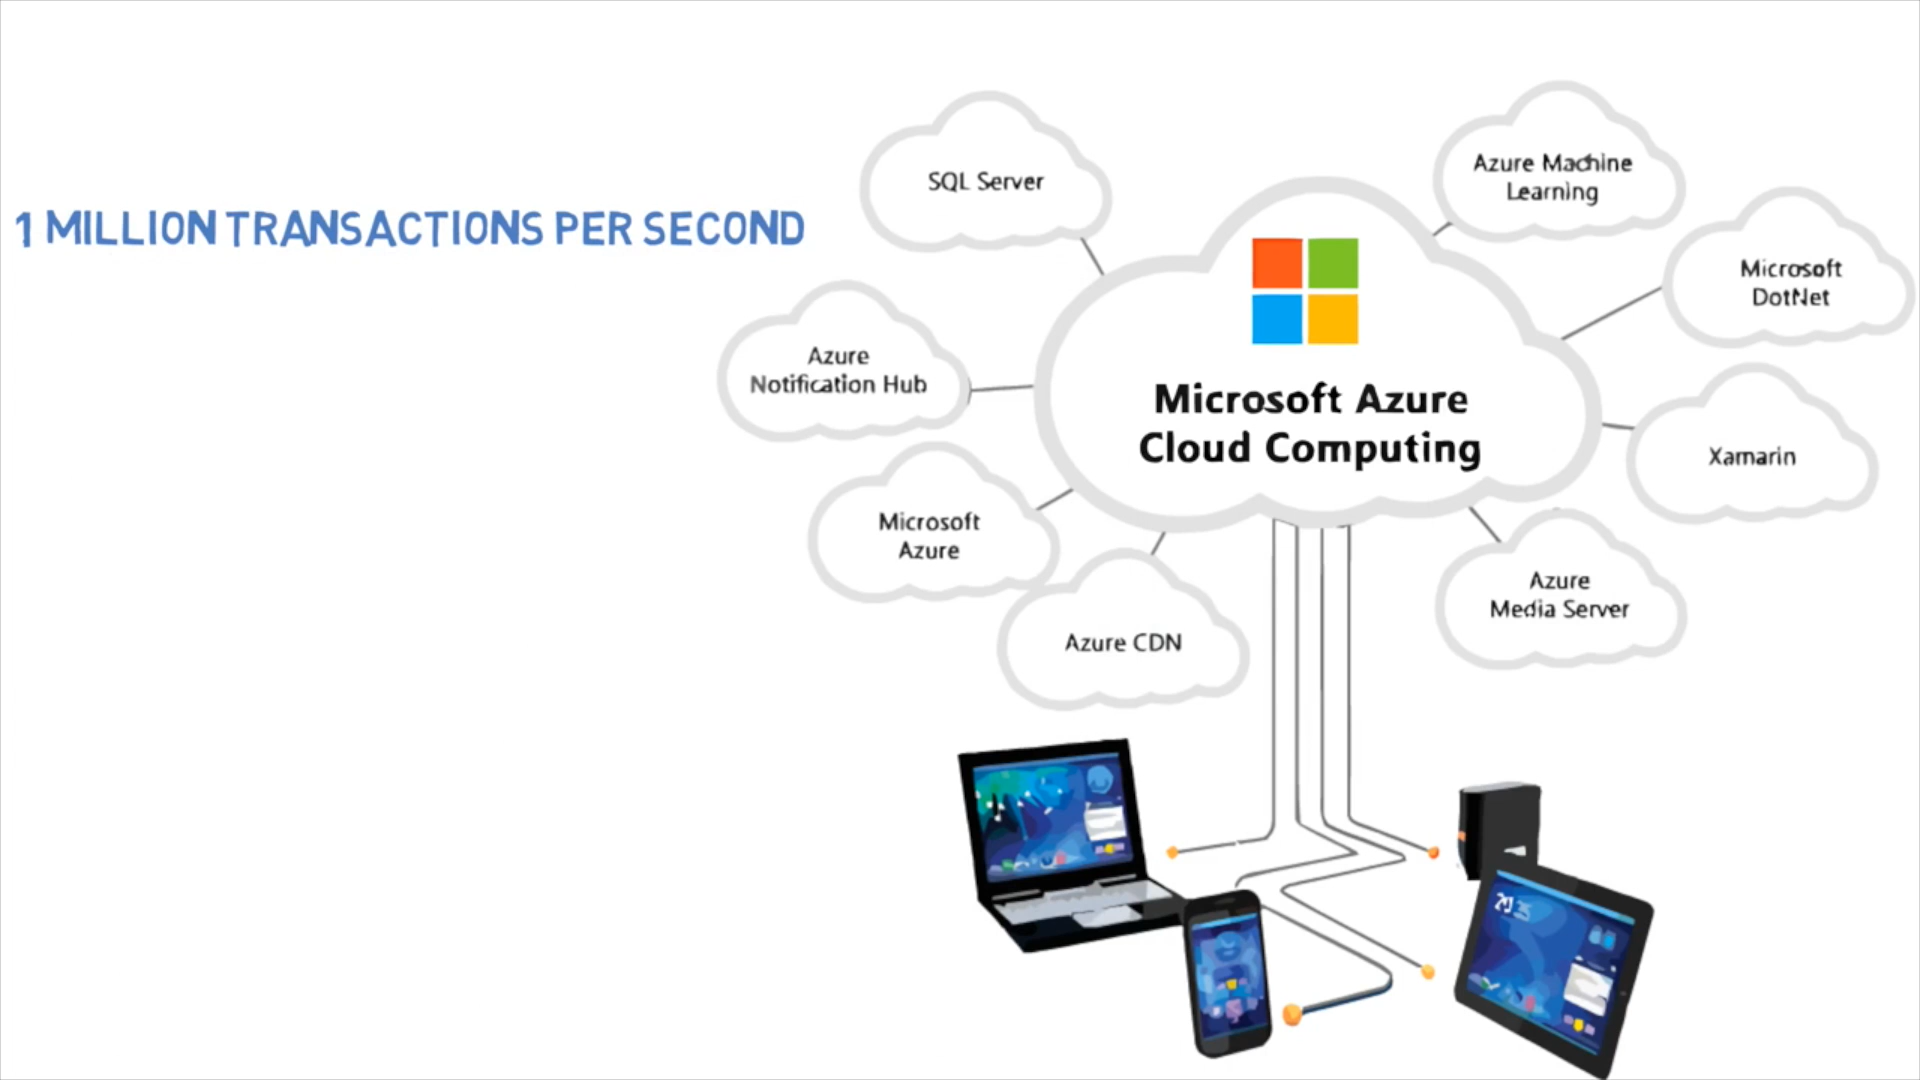 1 MILLION TRANSACTIONS PER SECOND
SQL Server
Azure Machine
Learning
Microsoft
DotNet
Azure
Notification Hub
Microsoft Azure
Cloud Computing
Xamarin
Microsoft
Azure
Azure
Media Server
Azure CDN